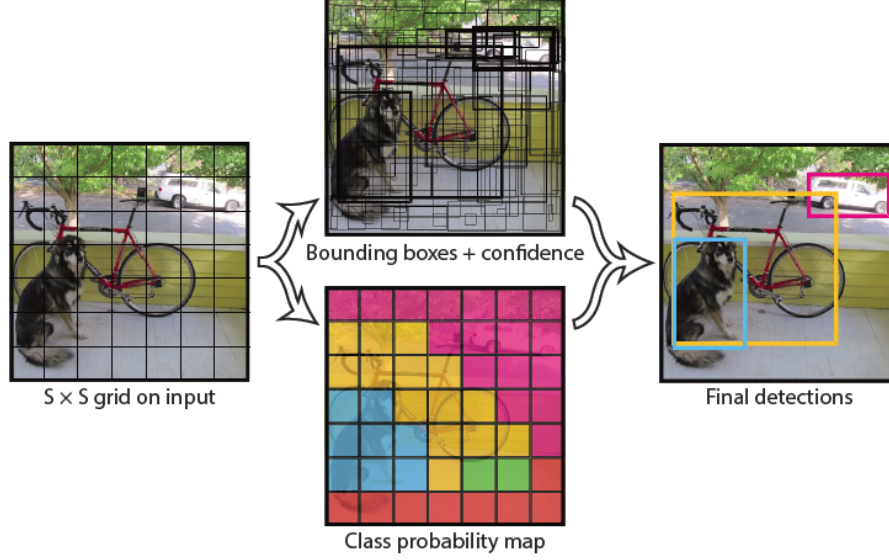 S × S grid on input
Bounding boxes + confidence
Class probability map
Final detections